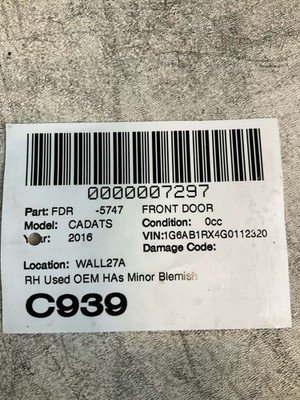 0000007297
Part: FDR -5747 FRONT DOOR
Model: CADATS Condition: 0cc
Year: 2016 VIN:1G6AB1RX4G0112320
Damage Code:
Location: WALL27A
RH Used OEM HAs Minor Blemish
C939